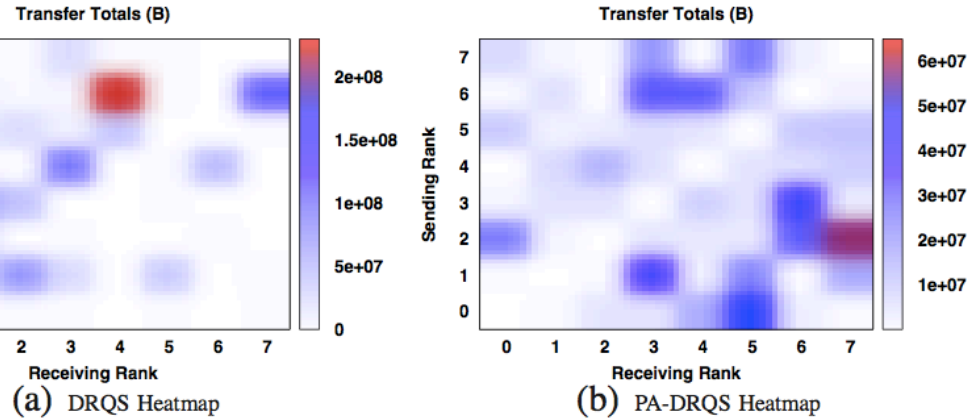 Transfer Totals (B)
2e+08
1.5e+08
1e+08
5e+07
0
2 3 4 5 6 7
Receiving Rank
(a) DRQS Heatmap
Transfer Totals (B)
Sending Rank
7
6
5
4
3
2
1
0
6e+07
5e+07
4e+07
3e+07
2e+07
1e+07
0 1 2 3 4 5 6 7
Receiving Rank
(b) PA-DRQS Heatmap